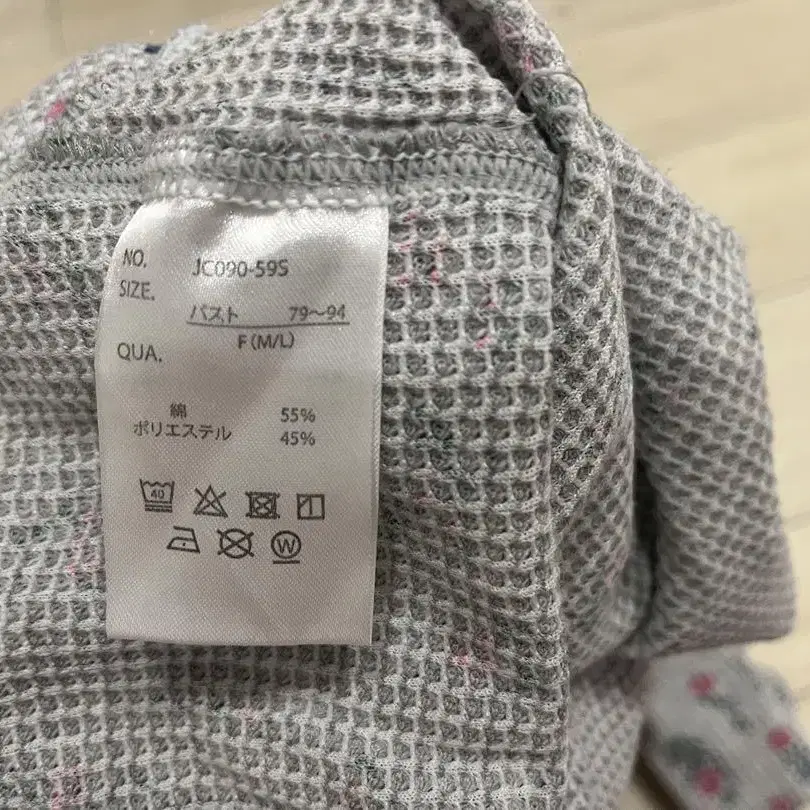 NO. JC090-59S
SIZE.
バスト 79～94
F (M/L)
QUA.
綿 55%
ポリエステル 45%
40
W